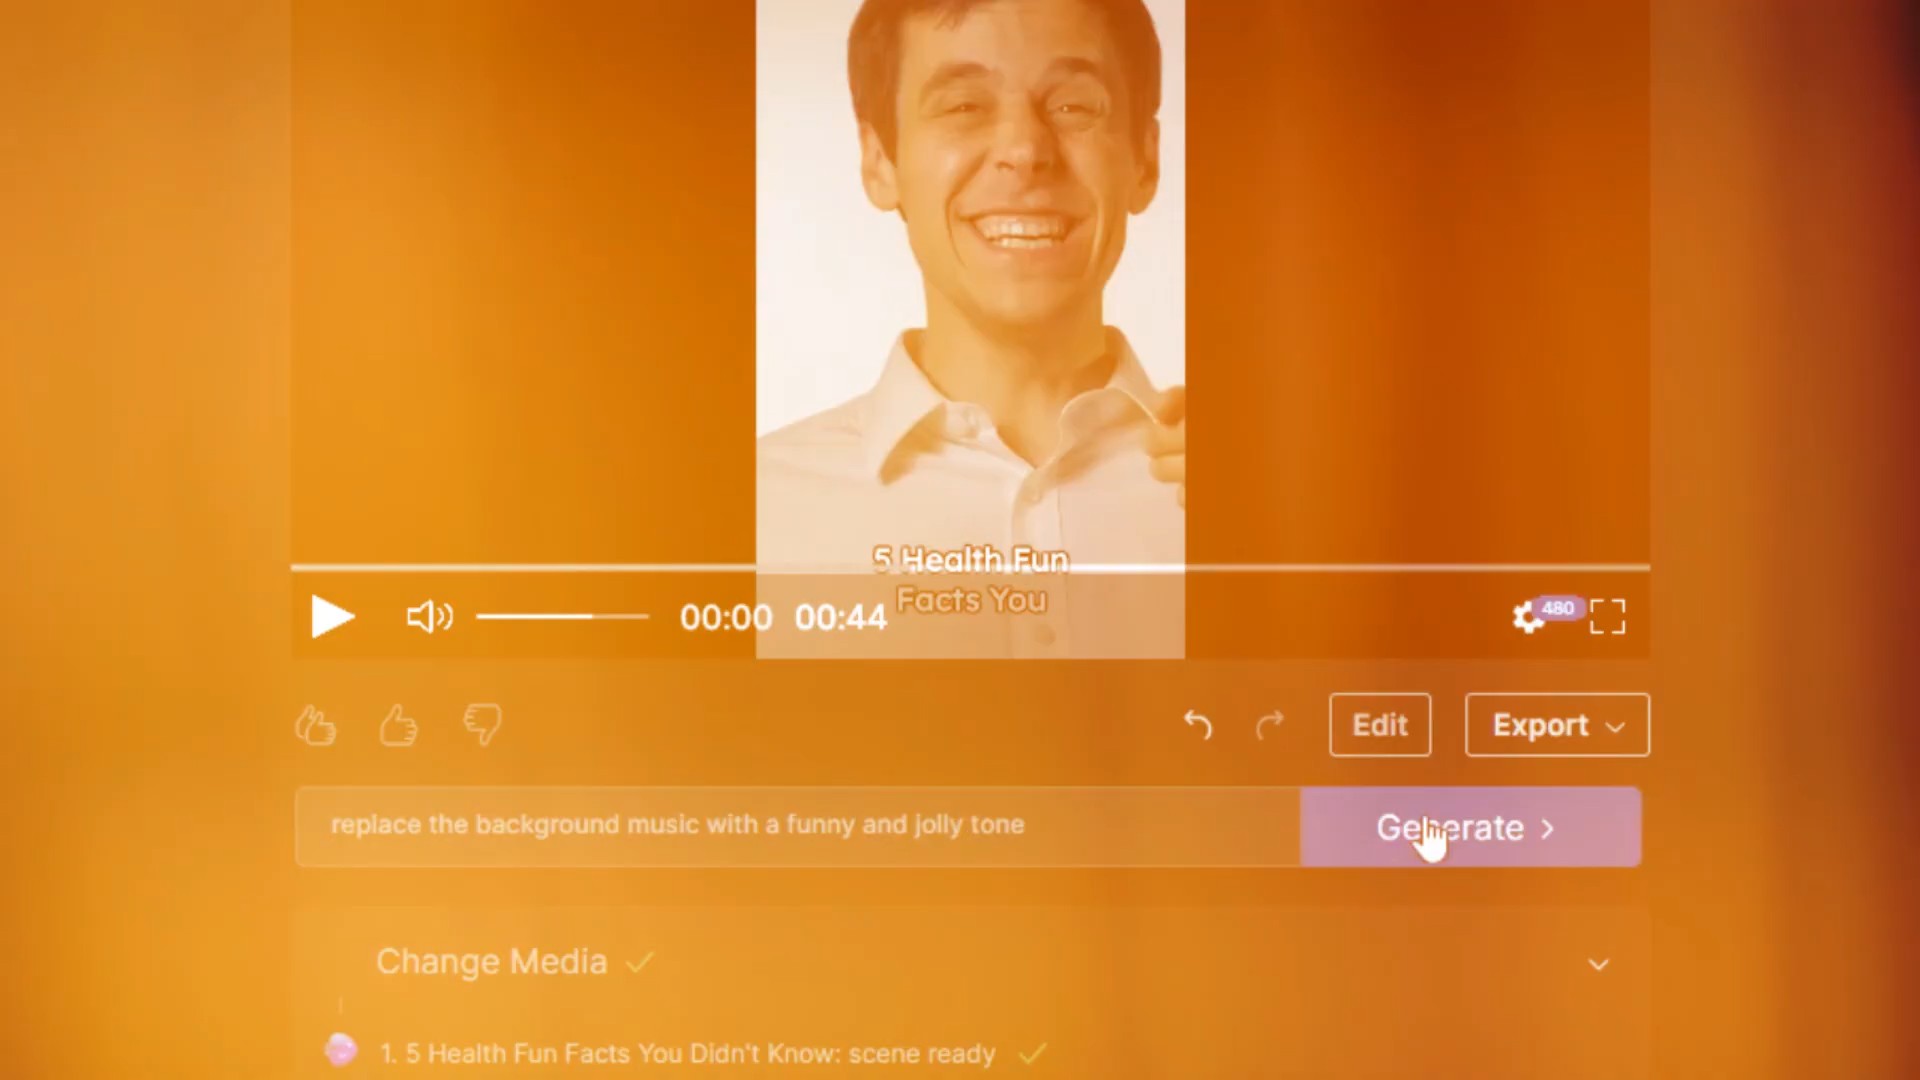 5 Health Fun
Facts You
00:00 00:44
480
Edit
Export
replace the background music with a funny and jolly tone
Generate
Change Media
1. 5 Health Fun Facts You Didn't Know: scene ready